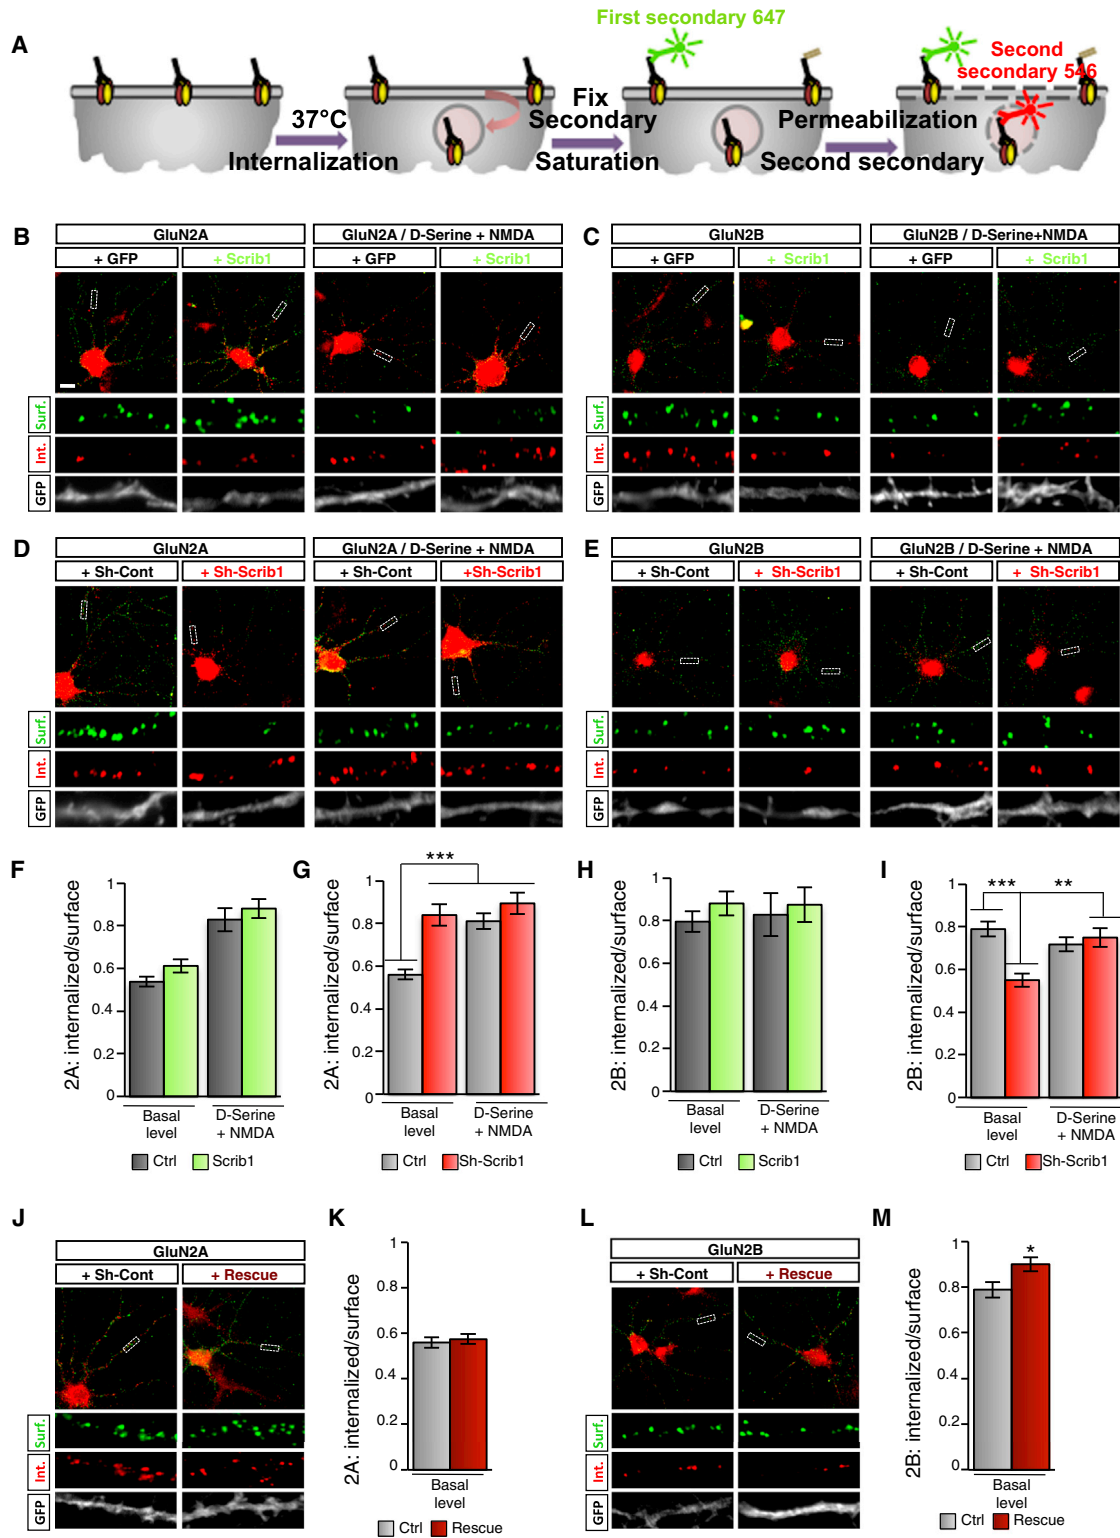 A
First secondary 647
Second
secondary 546
37°C
Internalization
Fix
Secondary
Saturation
Permeabilization
Second secondary
B
GluN2A
GluN2A / D-Serine + NMDA
+ GFP
+ Scrib1
+ GFP
+ Scrib1
Surf.
Int.
GFP
C
GluN2B
GluN2B / D-Serine+NMDA
+ GFP
+ Scrib1
+ GFP
+ Scrib1
Surf.
Int.
GFP
D
GluN2A
GluN2A / D-Serine + NMDA
+ Sh-Cont
+ Sh-Scrib1
+ Sh-Cont
+Sh-Scrib1
Surf.
Int.
GFP
E
GluN2B
GluN2B / D-Serine + NMDA
+ Sh-Cont
+ Sh-Scrib1
+ Sh-Cont
+ Sh-Scrib1
Surf.
Int.
GFP
F
2A: internalized/surface
1
0.8
0.6
0.4
0.2
0
Basal
level
D-Serine
+ NMDA
Ctrl
Scrib1
G
2A: internalized/surface
***
1
0.8
0.6
0.4
0.2
0
Basal
level
D-Serine
+ NMDA
Ctrl
Sh-Scrib1
H
2B: internalized/surface
1
0.8
0.6
0.4
0.2
0
Basal
level
D-Serine
+ NMDA
Ctrl
Scrib1
I
2B: internalized/surface
***
**
1
0.8
0.6
0.4
0.2
0
Basal
level
D-Serine
+ NMDA
Ctrl
Sh-Scrib1
J
GluN2A
+ Sh-Cont
+ Rescue
Surf.
Int.
GFP
K
2A: internalized/surface
1
0.8
0.6
0.4
0.2
0
Basal
level
Ctrl
Rescue
L
GluN2B
+ Sh-Cont
+ Rescue
Surf.
Int.
GFP
M
2B: internalized/surface
*
1
0.8
0.6
0.4
0.2
0
Basal
level
Ctrl
Rescue